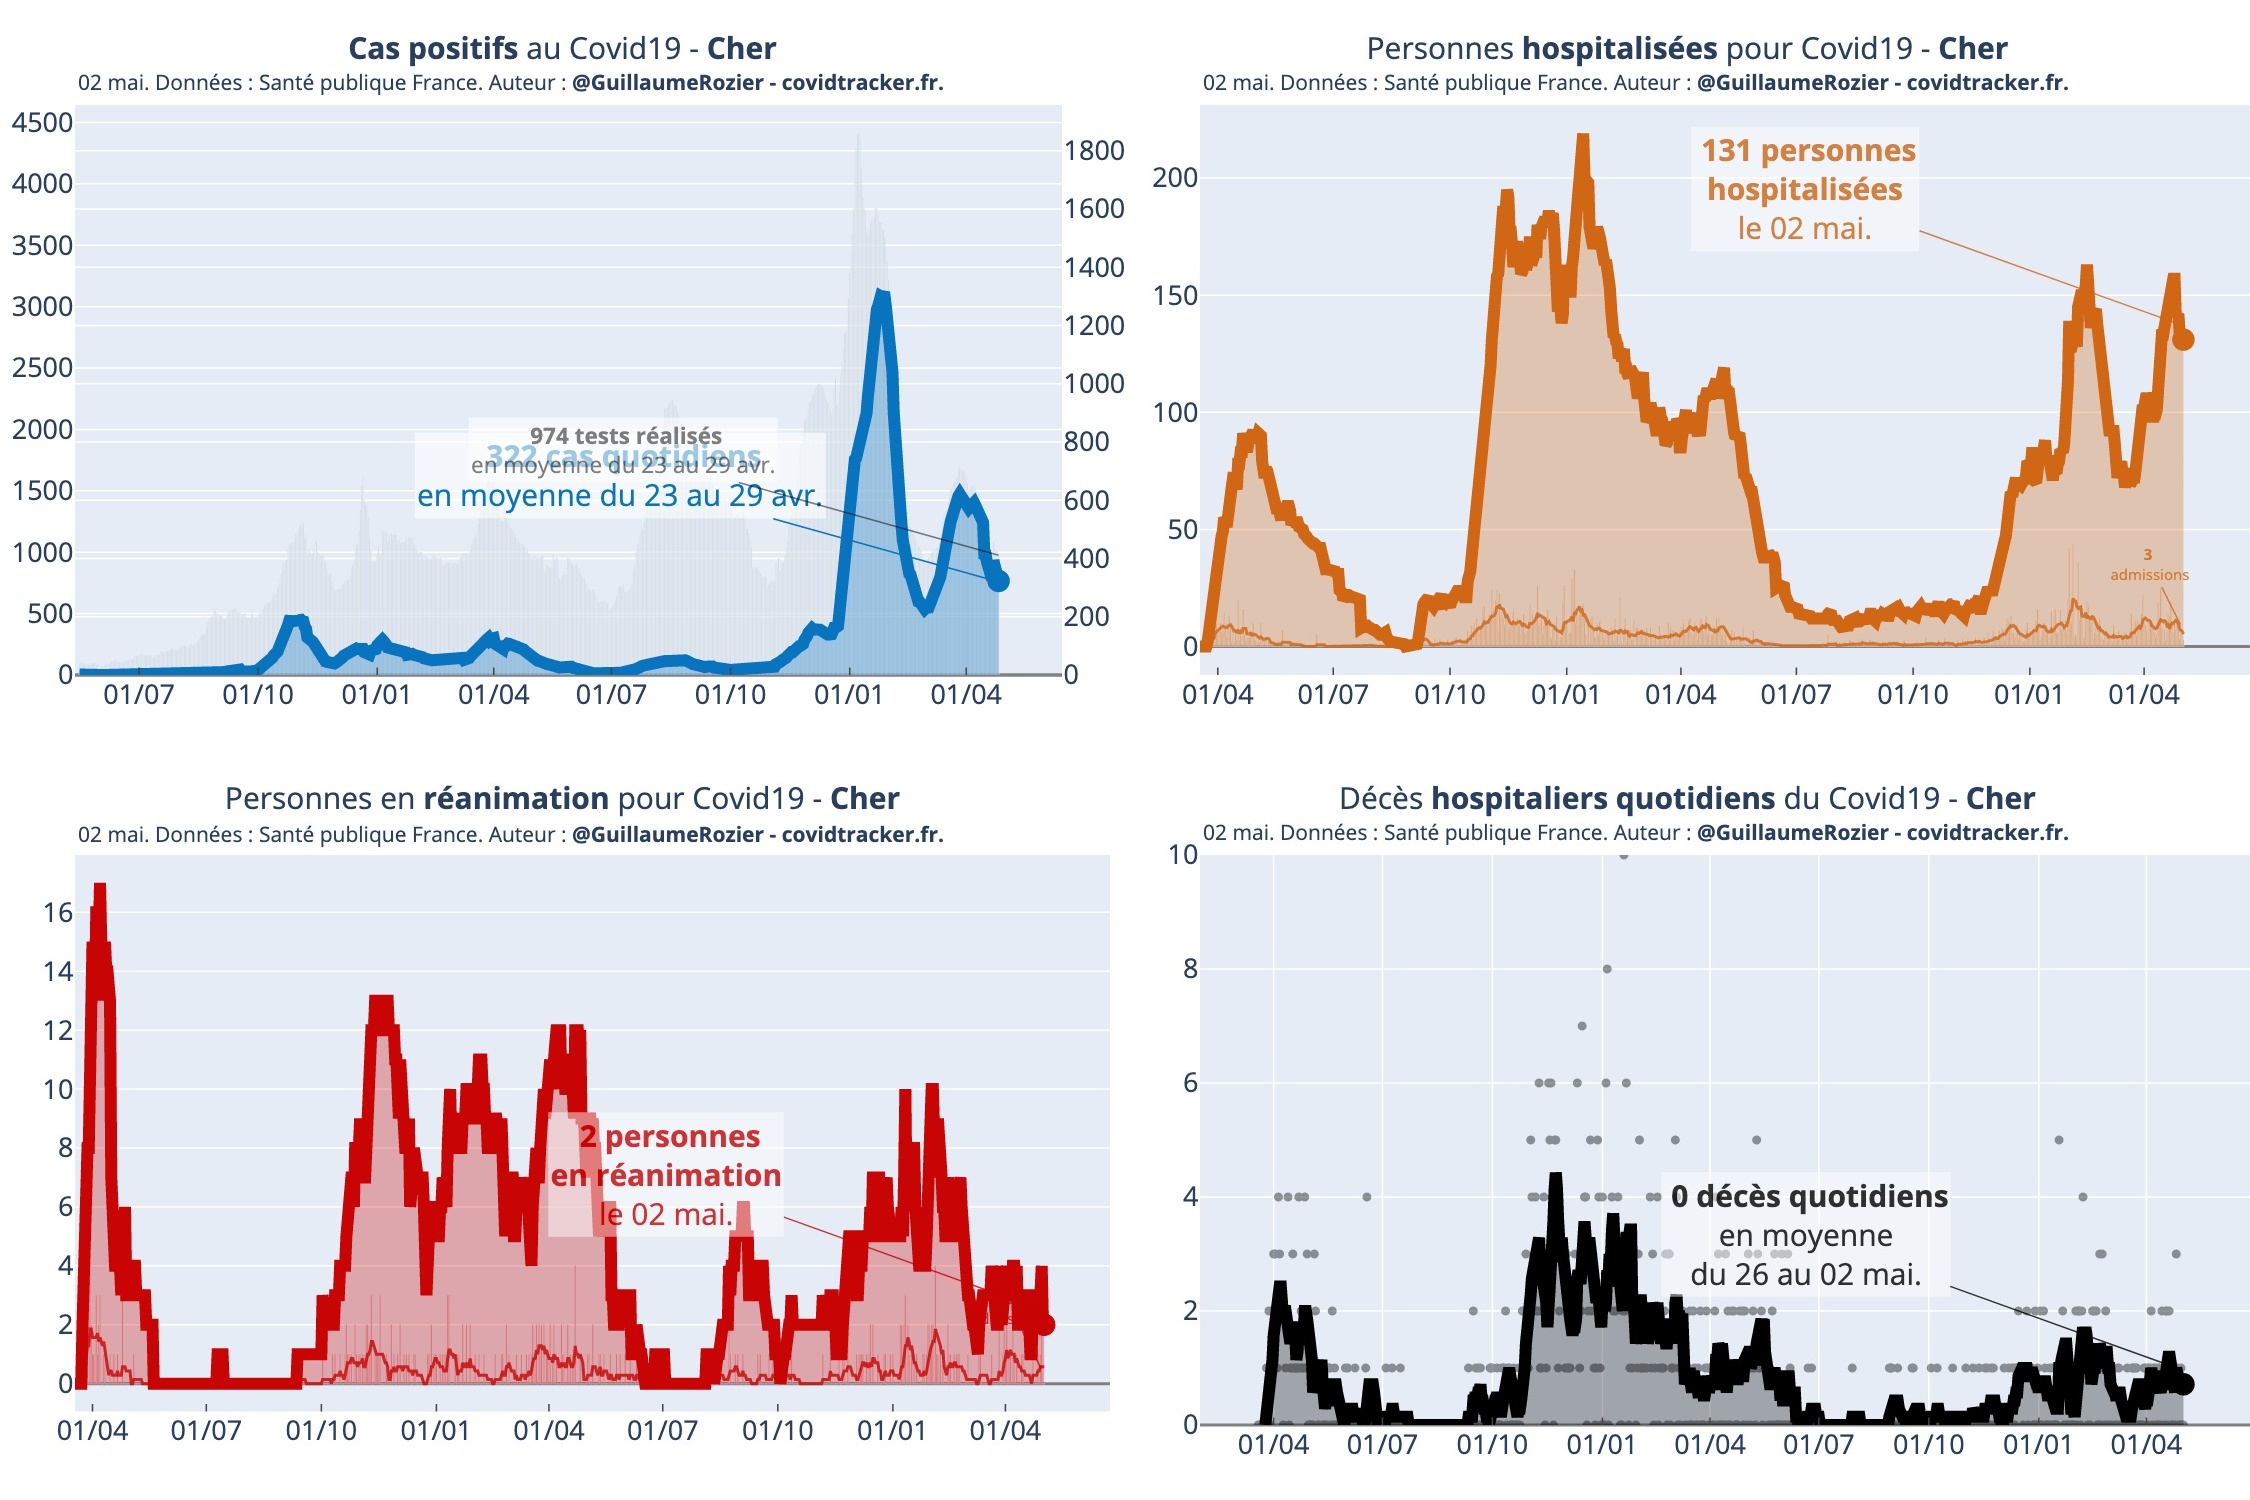 Cas positifs au Covid19 - Cher
02 mai. Données : Santé publique France. Auteur : @GuillaumeRozier - covidtracker.fr.
4500
4000
3500
3000
2500
2000
1500
1000
500
0
1800
1600
1400
1200
1000
800
600
400
200
0
974 tests réalisés
en moyenne du 23 au 29 avr.
322 cas quotidiens
en moyenne du 23 au 29 avr.
01/07 01/10 01/01 01/04 01/07 01/10 01/01 01/04
Personnes hospitalisées pour Covid19 - Cher
02 mai. Données : Santé publique France. Auteur : @GuillaumeRozier - covidtracker.fr.
200
150
100
50
0
131 personnes
hospitalisées
le 02 mai.
3
admissions
01/04 01/07 01/10 01/01 01/04 01/07 01/10 01/01 01/04
Personnes en réanimation pour Covid19 - Cher
02 mai. Données : Santé publique France. Auteur : @GuillaumeRozier - covidtracker.fr.
16
14
12
10
8
6
4
2
0
2 personnes
en réanimation
le 02 mai.
01/04 01/07 01/10 01/01 01/04 01/07 01/10 01/01 01/04
Décès hospitaliers quotidiens du Covid19 - Cher
02 mai. Données : Santé publique France. Auteur : @GuillaumeRozier - covidtracker.fr.
10
8
6
4
2
0
0 décès quotidiens
en moyenne
du 26 au 02 mai.
01/04 01/07 01/10 01/01 01/04 01/07 01/10 01/01 01/04